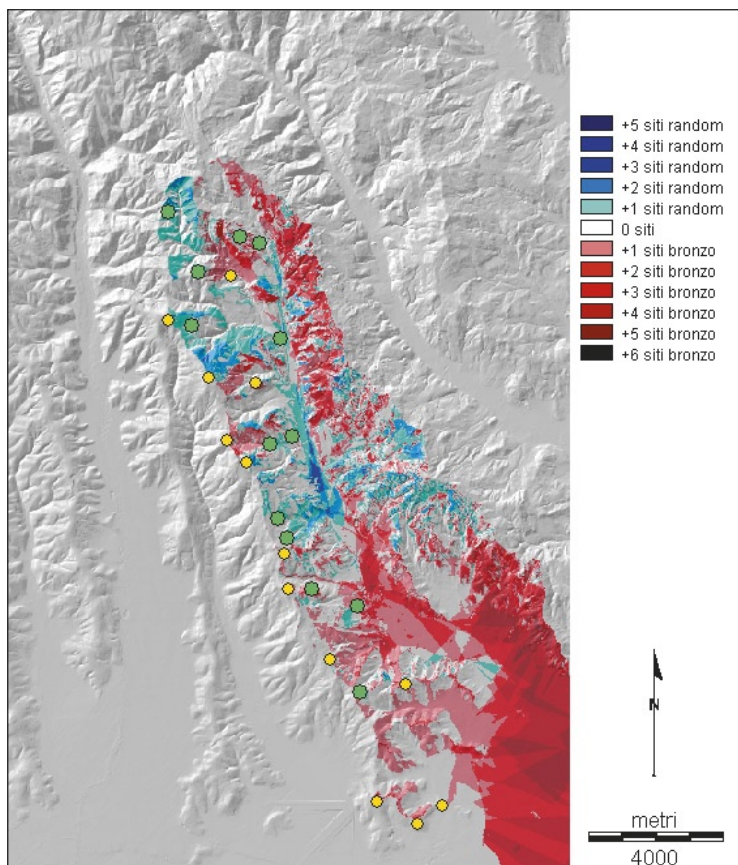 +5 siti random
+4 siti random
+3 siti random
+2 siti random
+1 siti random
0 siti
+1 siti bronzo
+2 siti bronzo
+3 siti bronzo
+4 siti bronzo
+5 siti bronzo
+6 siti bronzo
N
metri
4000